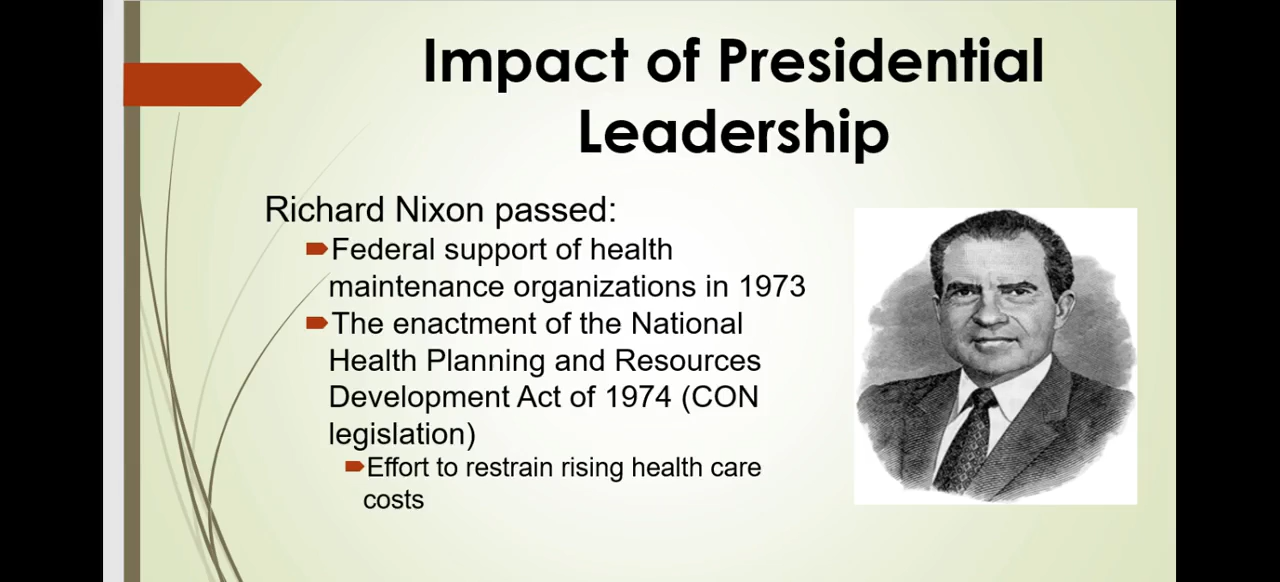 Impact of Presidential
Leadership
Richard Nixon passed:
Federal support of health
maintenance organizations in 1973
The enactment of the National
Health Planning and Resources
Development Act of 1974 (CON
legislation)
Effort to restrain rising health care
costs